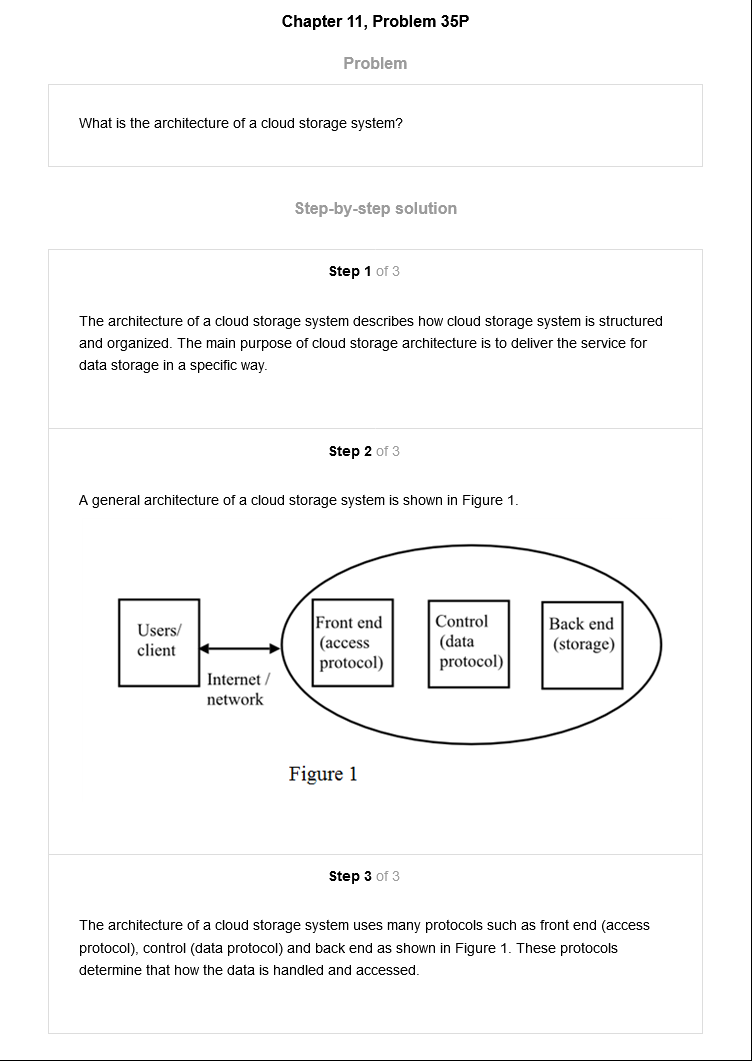 Chapter 11, Problem 35P
Problem
What is the architecture of a cloud storage system?
Step-by-step solution
Step 1 of 3
The architecture of a cloud storage system describes how cloud storage system is structured
and organized. The main purpose of cloud storage architecture is to deliver the service for
data storage in a specific way.
Step 2 of 3
A general architecture of a cloud storage system is shown in Figure 1.
Users/
client
Internet /
network
Front end
(access
protocol)
Control
(data
protocol)
Back end
(storage)
Figure 1
Step 3 of 3
The architecture of a cloud storage system uses many protocols such as front end (access
protocol), control (data protocol) and back end as shown in Figure 1. These protocols
determine that how the data is handled and accessed.